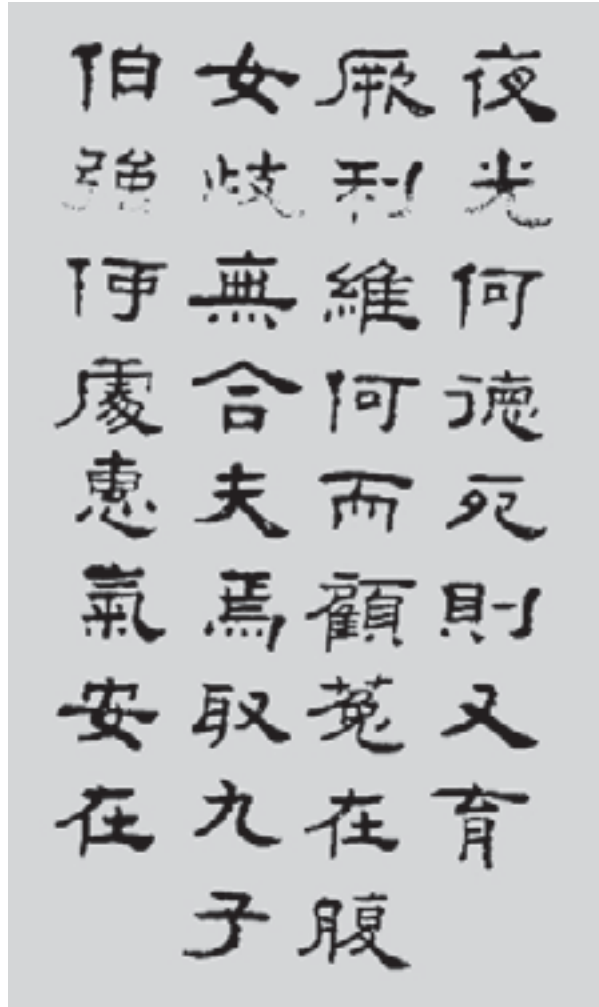 夜光何德死則又育
厥利維何而顧菟在腹
女歧無合夫焉取九子
伯強何處惠氣安在